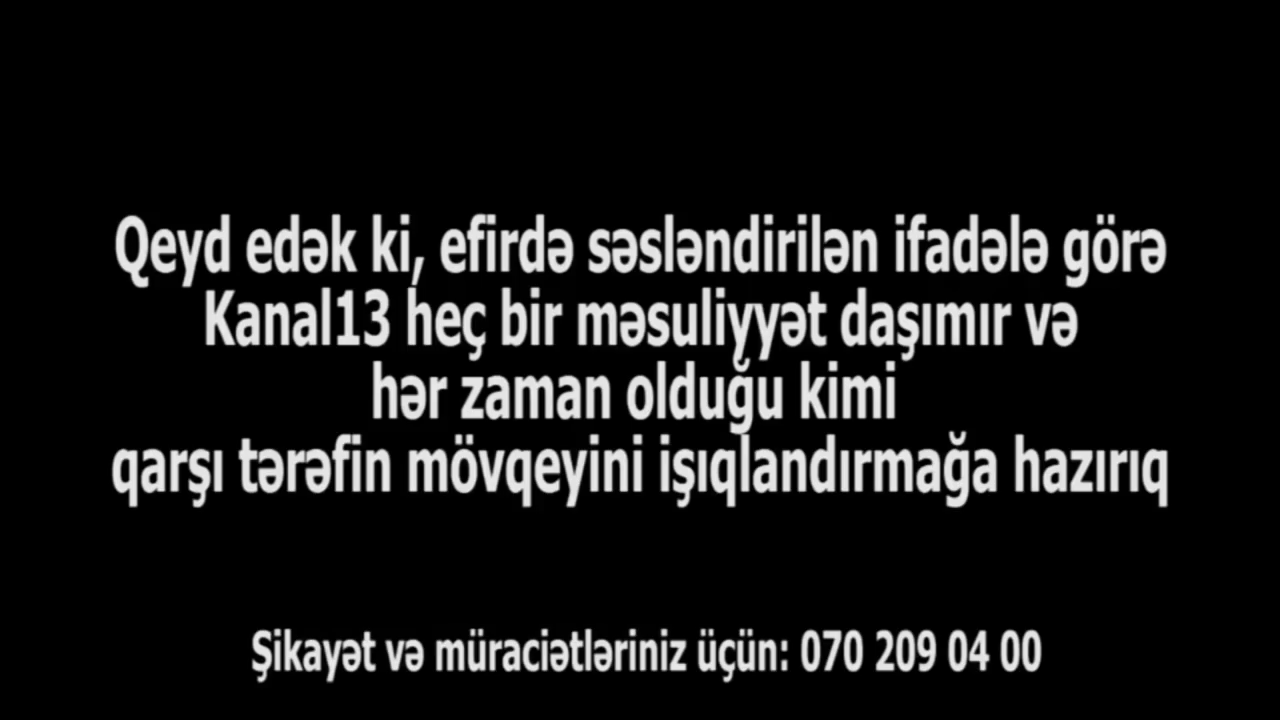 Qeyd edək ki, efirdə səsləndirilən ifadələ görə
Kanal13 heç bir məsuliyyət daşımır və
hər zaman olduğu kimi
qarşı tərəfin mövqeyini işıqlandırmağa hazırıq
Şikayət və müraciətləriniz üçün: 070 209 04 00